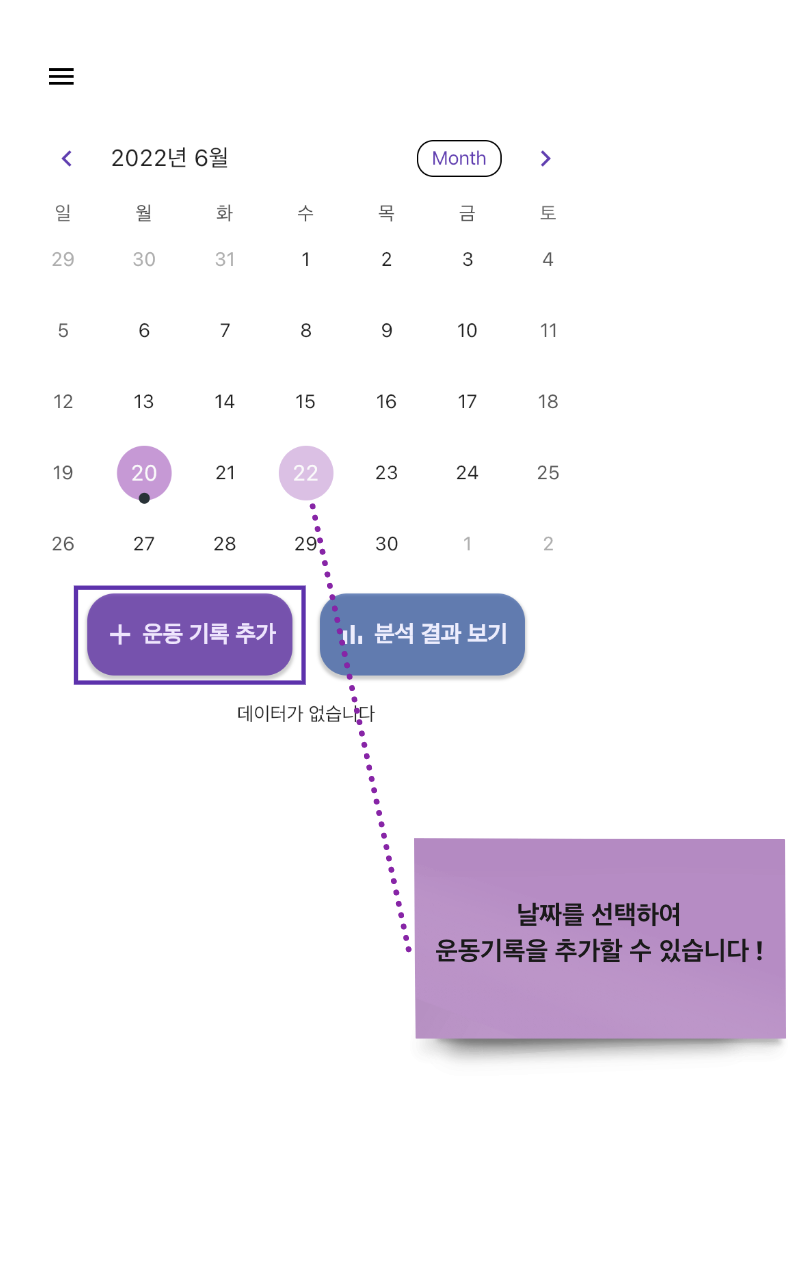 2022년 6월 Month
일 월 화 수 목 금 토
29 30 31 1 2 3 4
5 6 7 8 9 10 11
12 13 14 15 16 17 18
19 20 21 22 23 24 25
26 27 28 29 30 1 2
운동 기록 추가 분석 결과 보기
데이터가 없습니다
날짜를 선택하여
운동기록을 추가할 수 있습니다 !